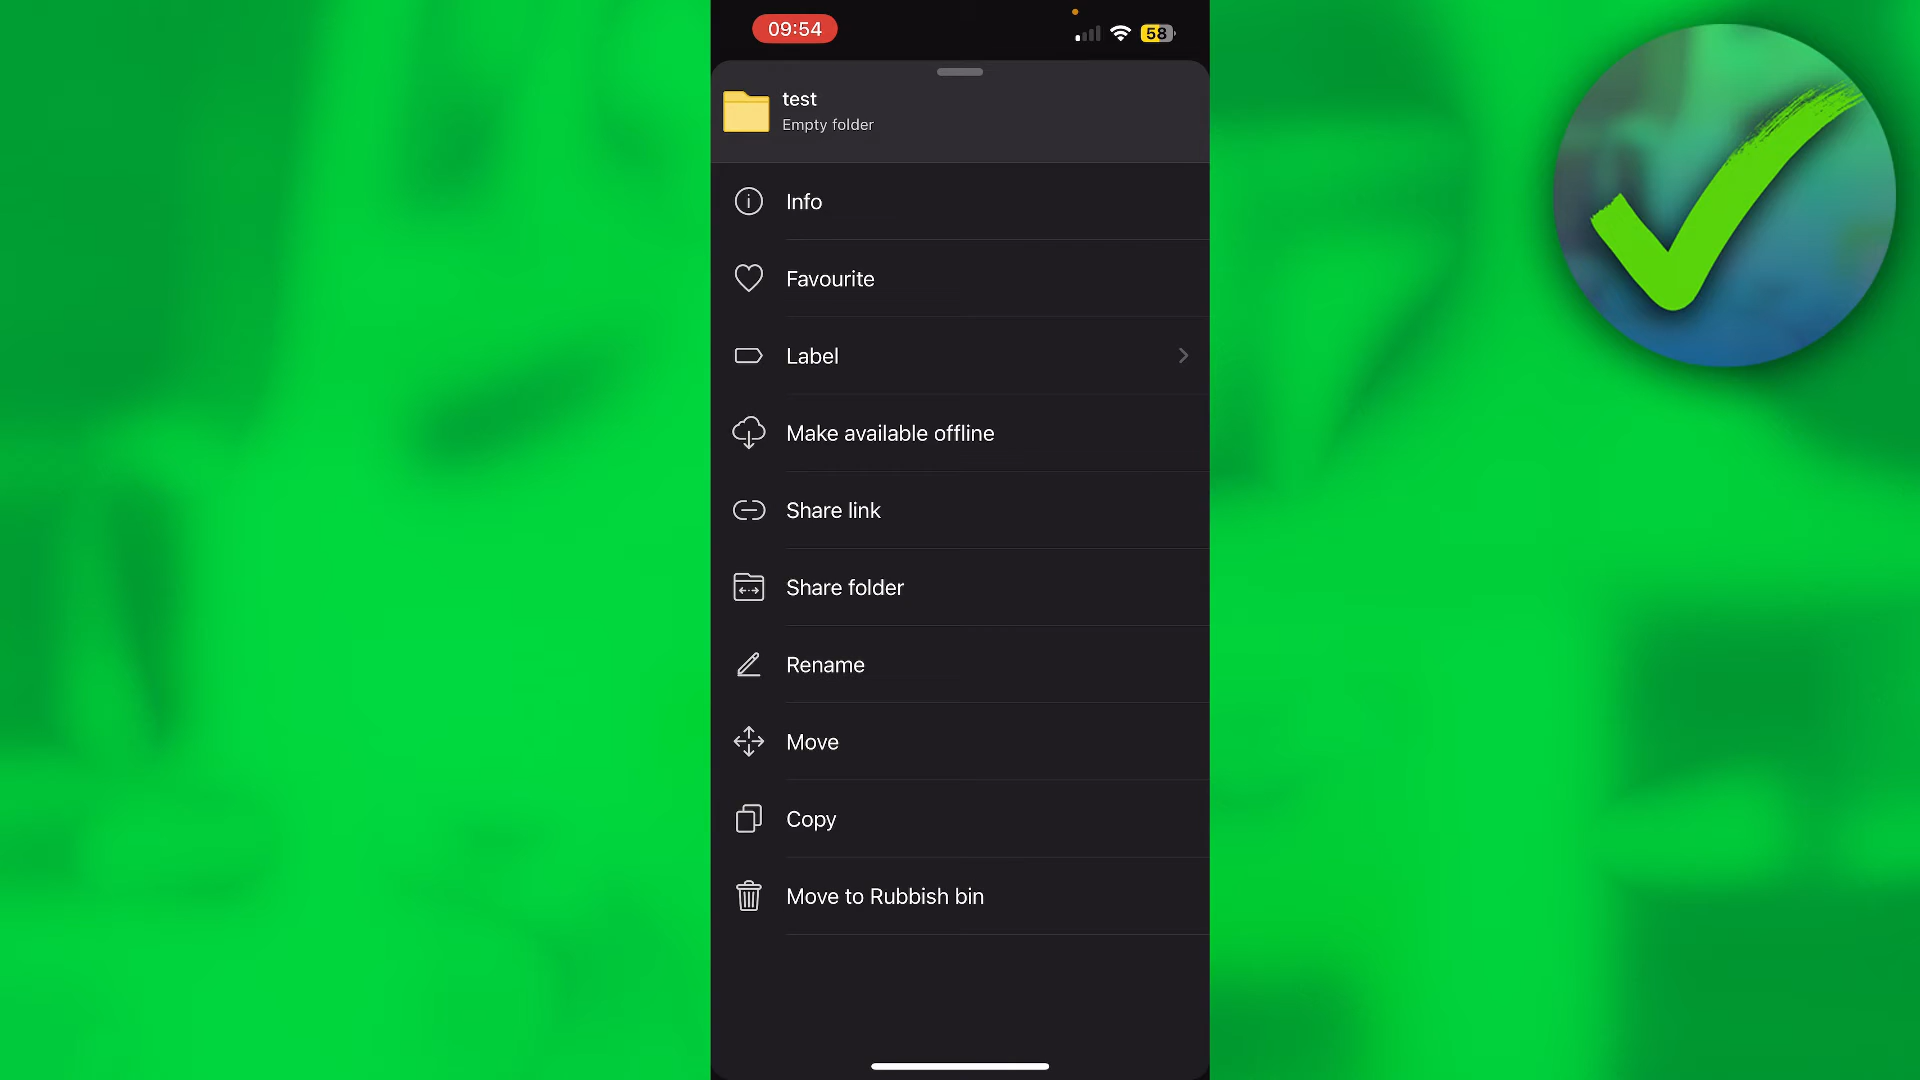 09:54
58
test
Empty folder
Info
Favourite
Label
Make available offline
Share link
Share folder
Rename
Move
Copy
Move to Rubbish bin